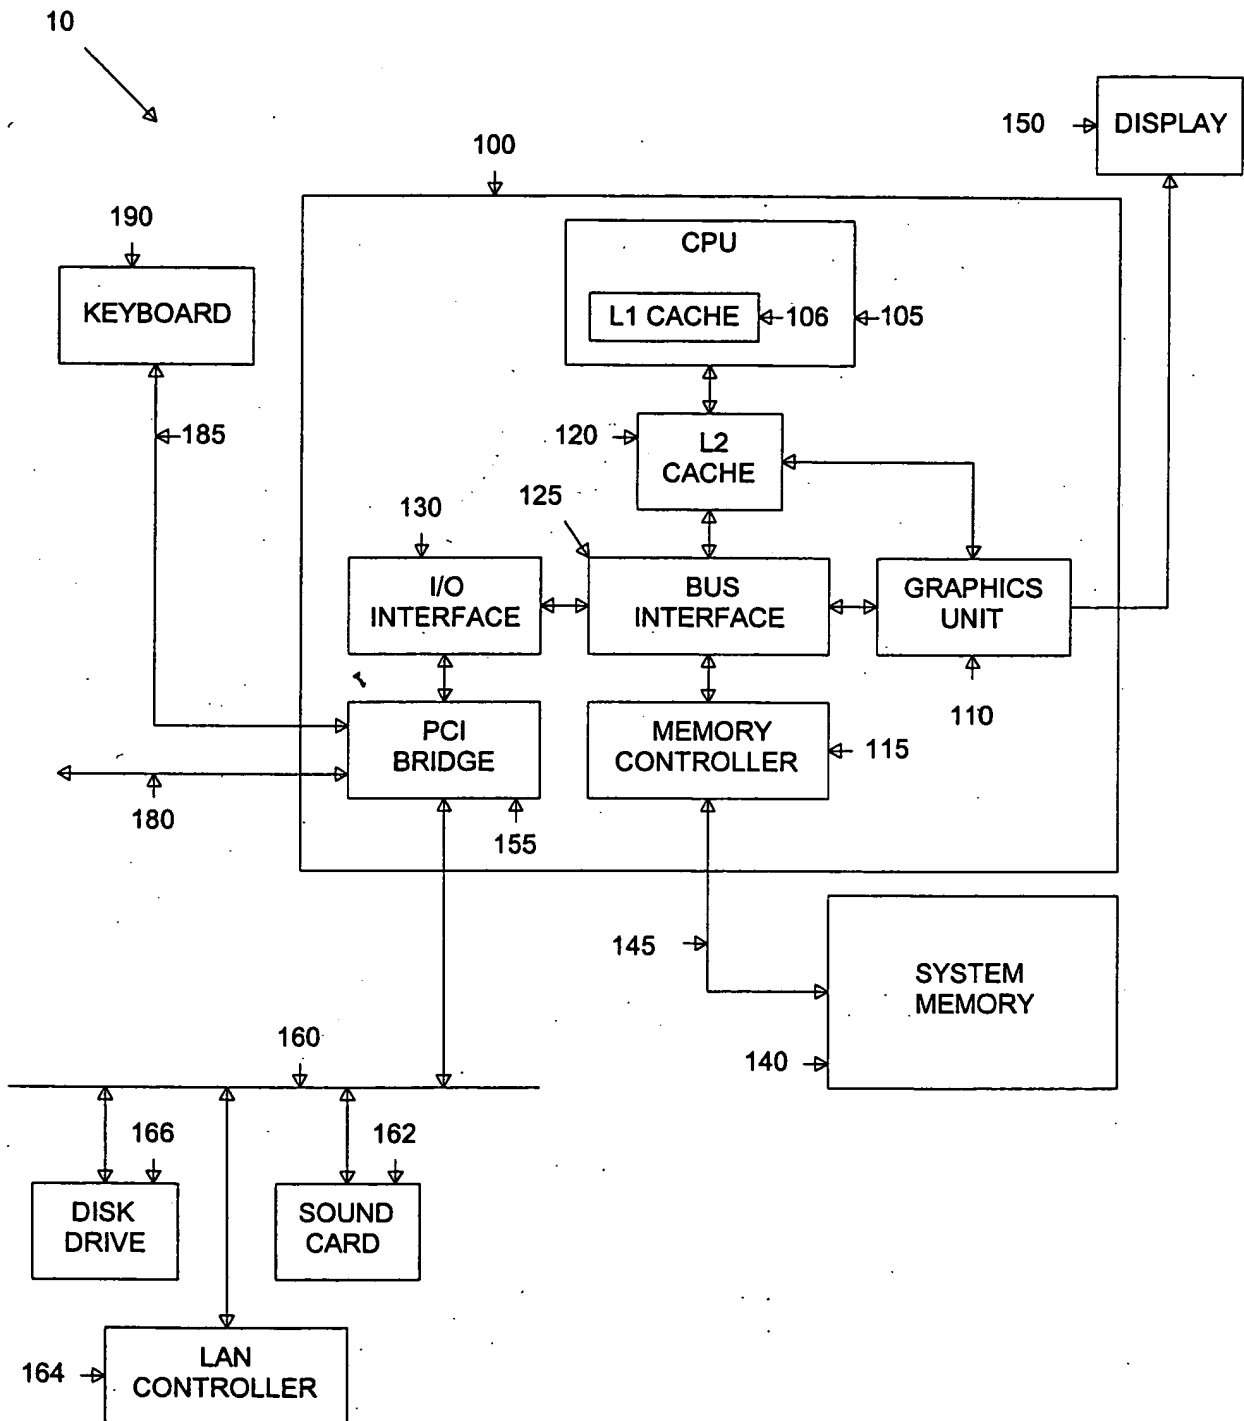 10
150
DISPLAY
100
190
CPU
KEYBOARD
L1 CACHE
106
105
185
120
L2
CACHE
125
130
I/O
INTERFACE
BUS
INTERFACE
GRAPHICS
UNIT
110
PCI
BRIDGE
MEMORY
CONTROLLER
115
180
155
145
SYSTEM
MEMORY
160
140
166
162
DISK
DRIVE
SOUND
CARD
164
LAN
CONTROLLER